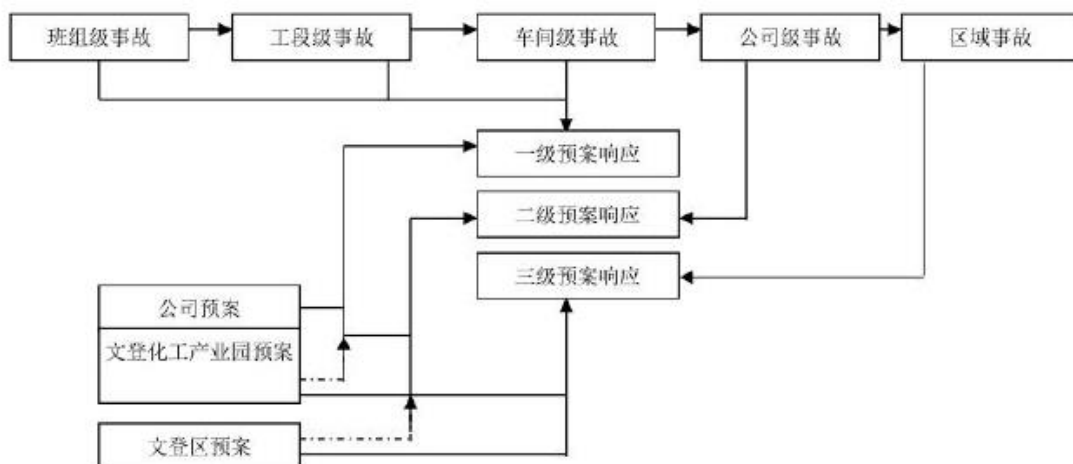 班组级事故
工段级事故
车间级事故
公司级事故
区域事故
一级预案响应
二级预案响应
三级预案响应
公司预案
文登化工产业园预案
文登区预案